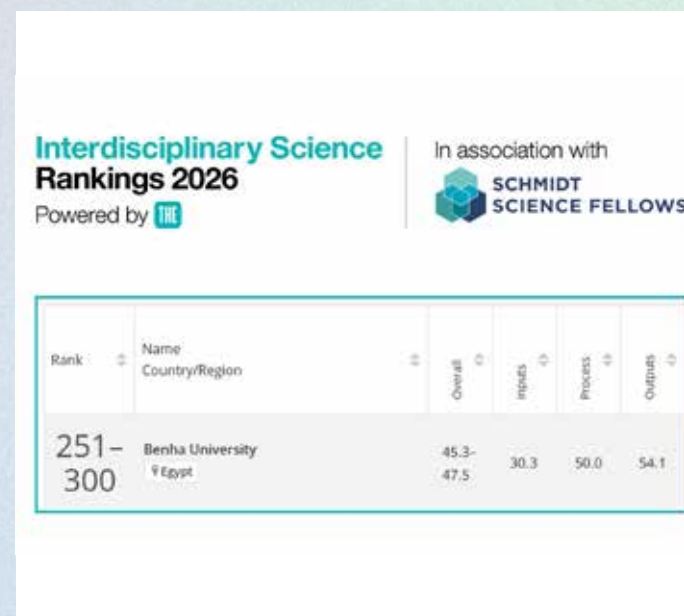 Interdisciplinary Science
Rankings 2026
Powered by THE
In association with
SCHMIDT
SCIENCE FELLOWS
Rank
Name
Country/Region
Overall
Inputs
Process
Outputs
251–
300
Benha University
Egypt
45.3–
47.5
30.3
50.0
54.1